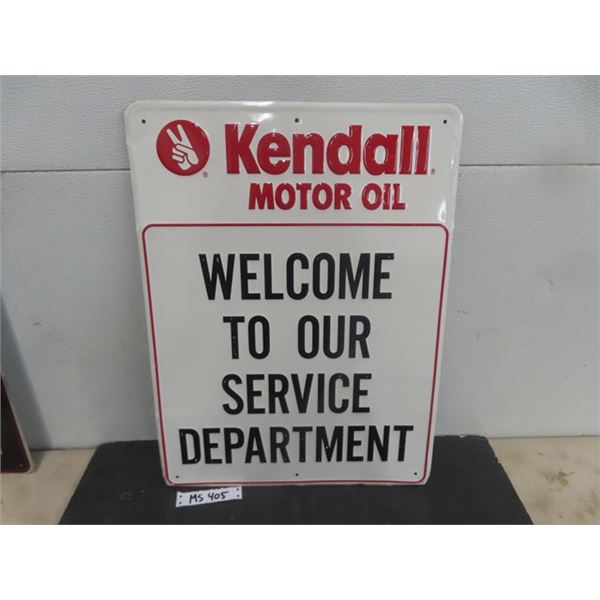 Kendall®
MOTOR OIL
WELCOME
TO OUR
SERVICE
DEPARTMENT
MS 405